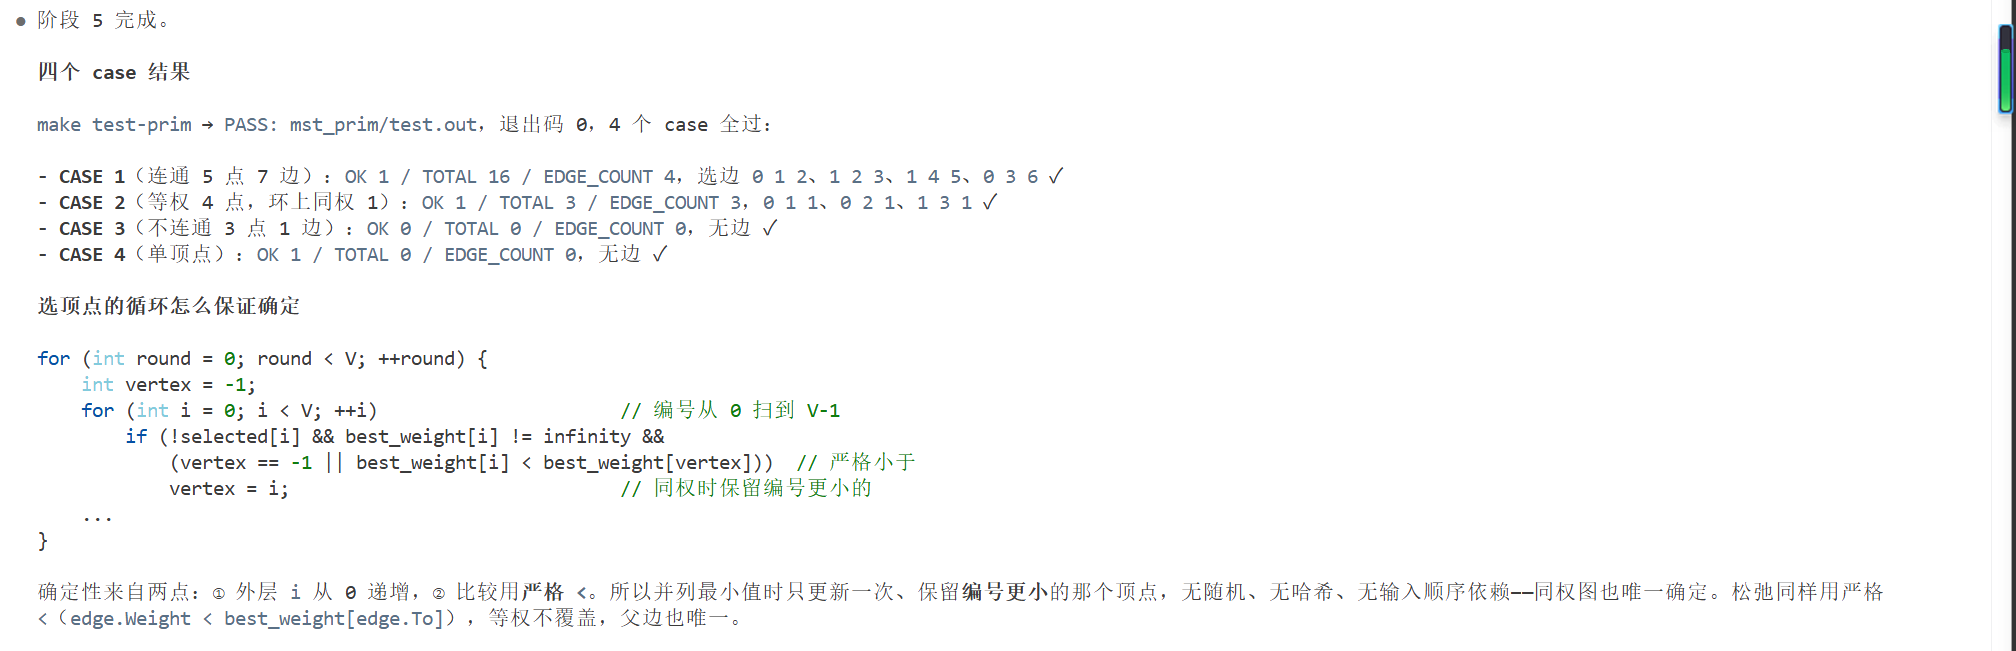 ● 阶段 5 完成。
四个 case 结果
make test-prim → PASS: mst_prim/test.out，退出码 0，4 个 case 全过：
- CASE 1（连通 5 点 7 边）：OK 1 / TOTAL 16 / EDGE_COUNT 4，选边 0 1 2、1 2 3、1 4 5、0 3 6 ✓
- CASE 2（等权 4 点，环上同权 1）：OK 1 / TOTAL 3 / EDGE_COUNT 3，0 1 1、0 2 1、1 3 1 ✓
- CASE 3（不连通 3 点 1 边）：OK 0 / TOTAL 0 / EDGE_COUNT 0，无边 ✓
- CASE 4（单顶点）：OK 1 / TOTAL 0 / EDGE_COUNT 0，无边 ✓
选顶点的循环怎么保证确定
for (int round = 0; round < V; ++round) {
    int vertex = -1;
    for (int i = 0; i < V; ++i)                      // 编号从 0 扫到 V-1
        if (!selected[i] && best_weight[i] != infinity &&
            (vertex == -1 || best_weight[i] < best_weight[vertex]))  // 严格小于
            vertex = i;                              // 同权时保留编号更小的
    ...
}
确定性来自两点：① 外层 i 从 0 递增，② 比较用严格 <。所以并列最小值时只更新一次、保留编号更小的那个顶点，无随机、无哈希、无输入顺序依赖——同权图也唯一确定。松弛同样用严格
<（edge.Weight < best_weight[edge.To]），等权不覆盖，父边也唯一。